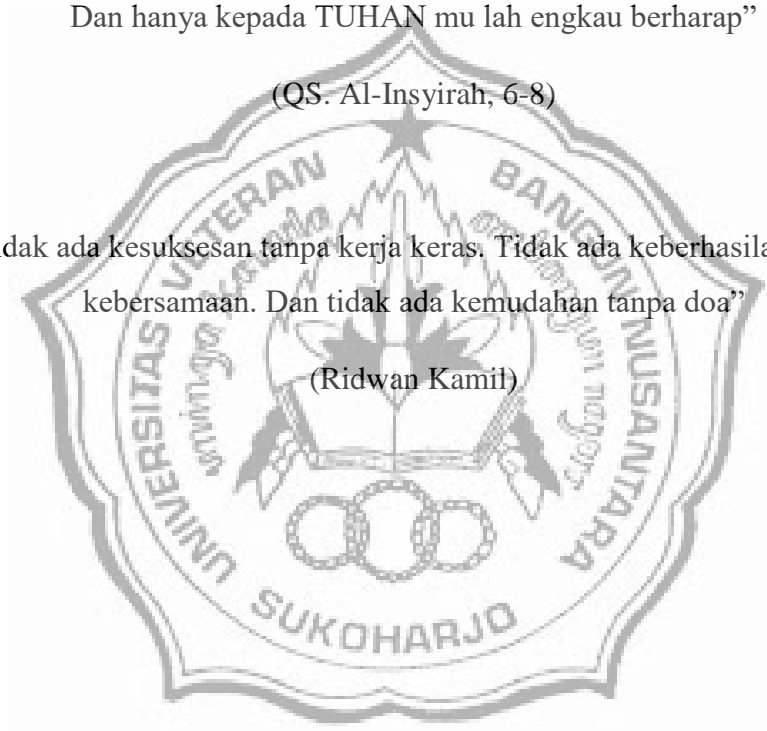 Dan hanya kepada TUHAN mu lah engkau berharap”
(QS. Al-Insyirah, 6-8)
dak ada kesuksesan tanpa kerja keras. Tidak ada keberhasila
kebersamaan. Dan tidak ada kemudahan tanpa doa”
(Ridwan Kamil)
UNIVERSITAS VETERAN BANGUN NUSANTARA
SUKOHARJO